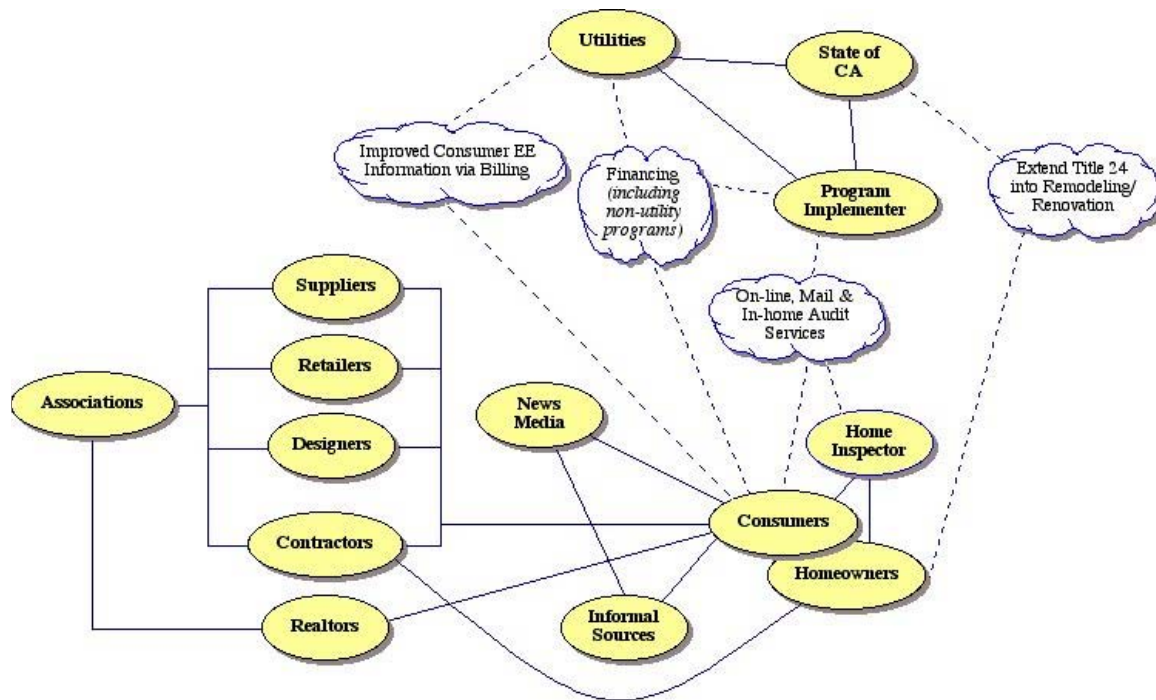 Utilities
State of
CA
Improved Consumer EE
Information via Billing
Financing
(including
non-utility
programs)
Program
Implementer
Extend Title 24
into Remodeling/
Renovation
Suppliers
On-line, Mail &
In-home Audit
Services
Retailers
Associations
News
Media
Designers
Home
Inspector
Consumers
Contractors
Homeowners
Realtors
Informal
Sources